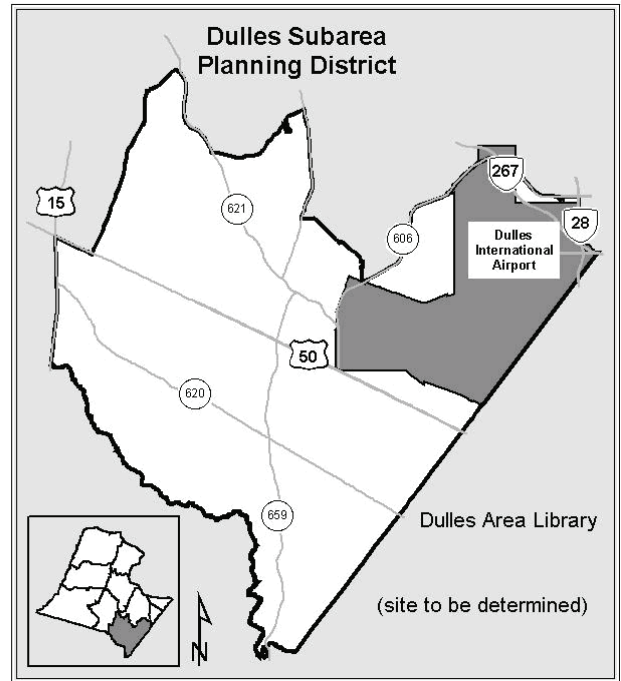 Dulles Subarea
Planning District
267
15
621
28
606
Dulles
International
Airport
50
620
659
Dulles Area Library
(site to be determined)
N